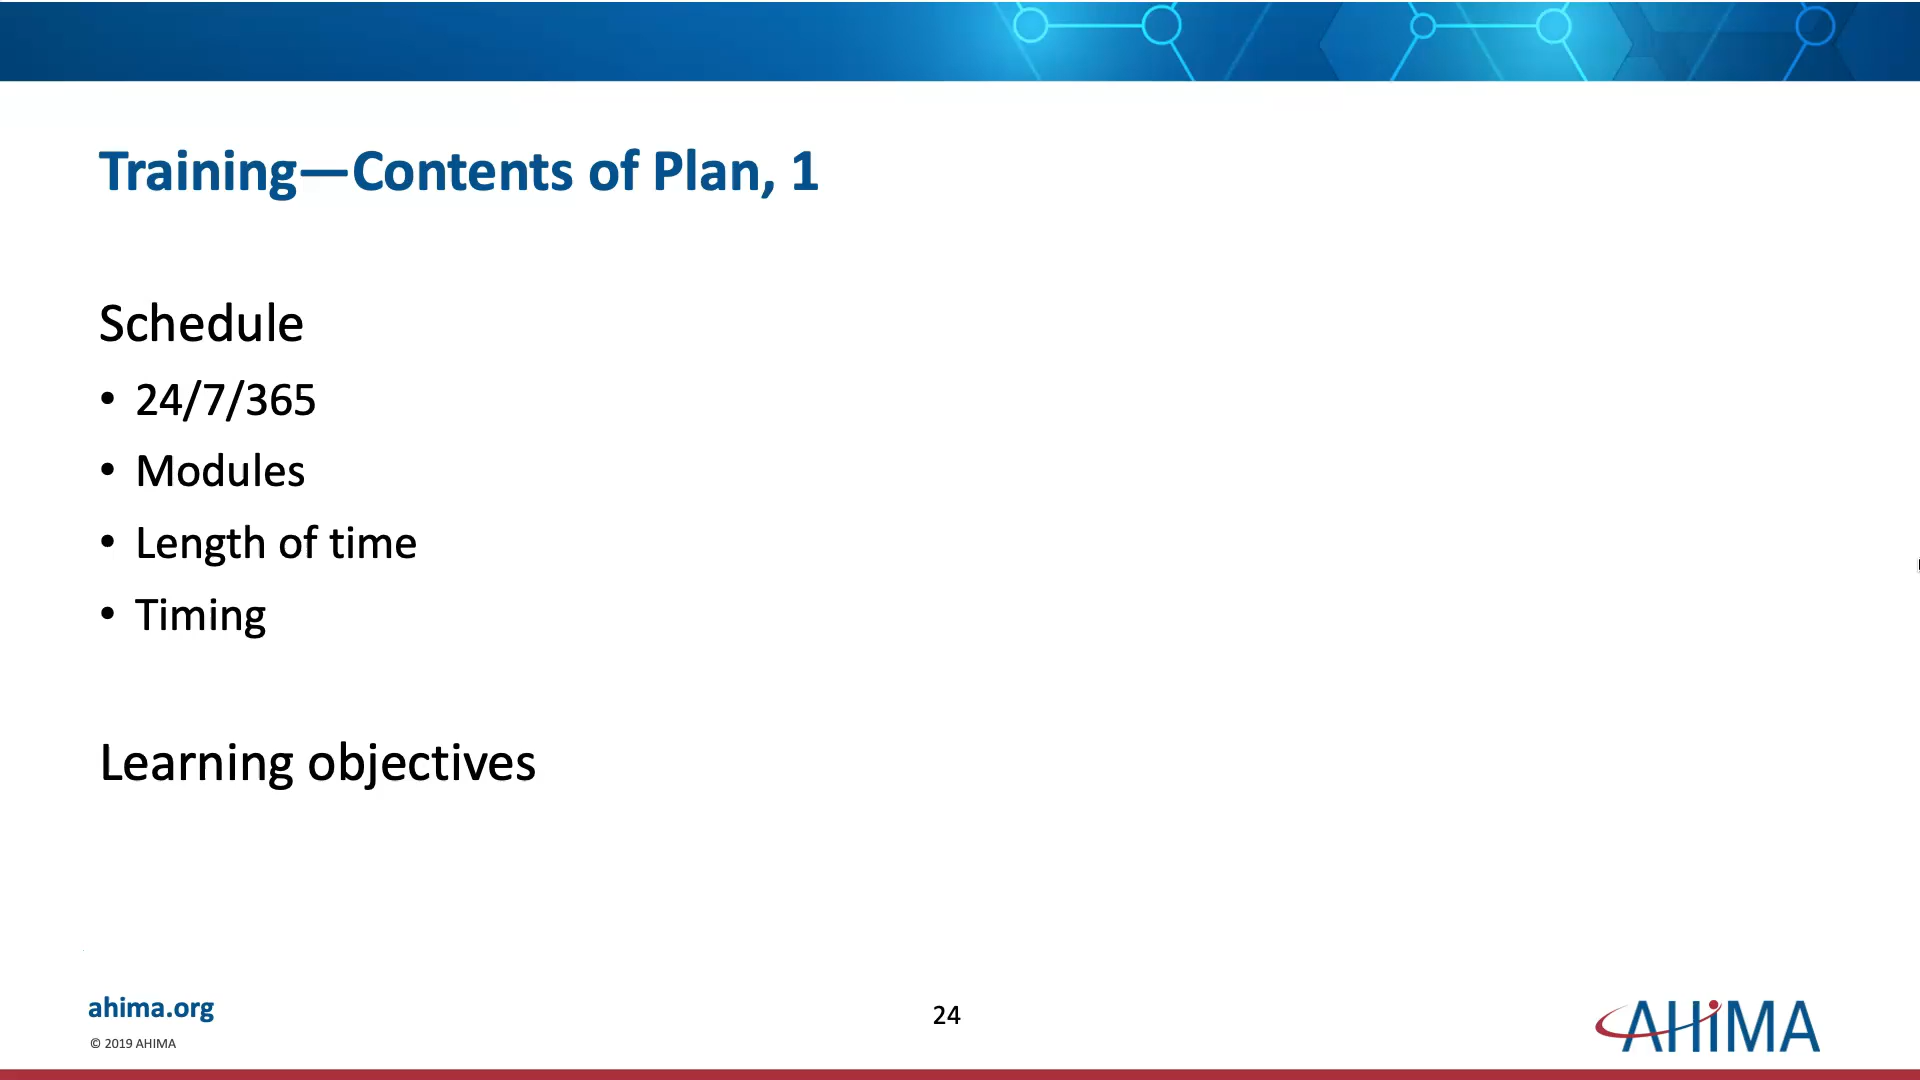 Training—Contents of Plan, 1
Schedule
• 24/7/365
• Modules
• Length of time
• Timing
Learning objectives
ahima.org
© 2019 AHIMA
24
AHiMA